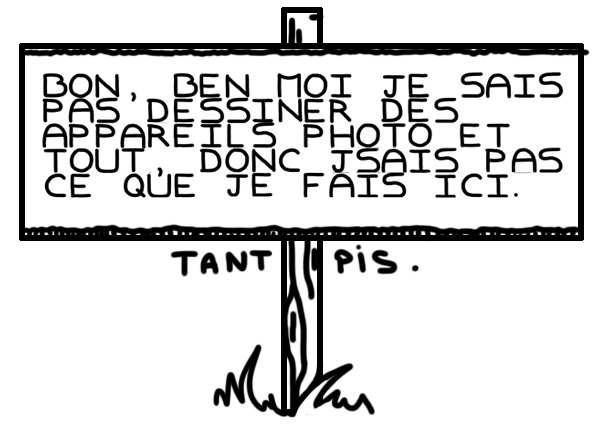 BON, BEN MOI JE SAIS
PAS DESSINER DES
APPAREILS PHOTO ET
TOUT, DONC JSAIS PAS
CE QUE JE FAIS ICI.
TANT PiS.